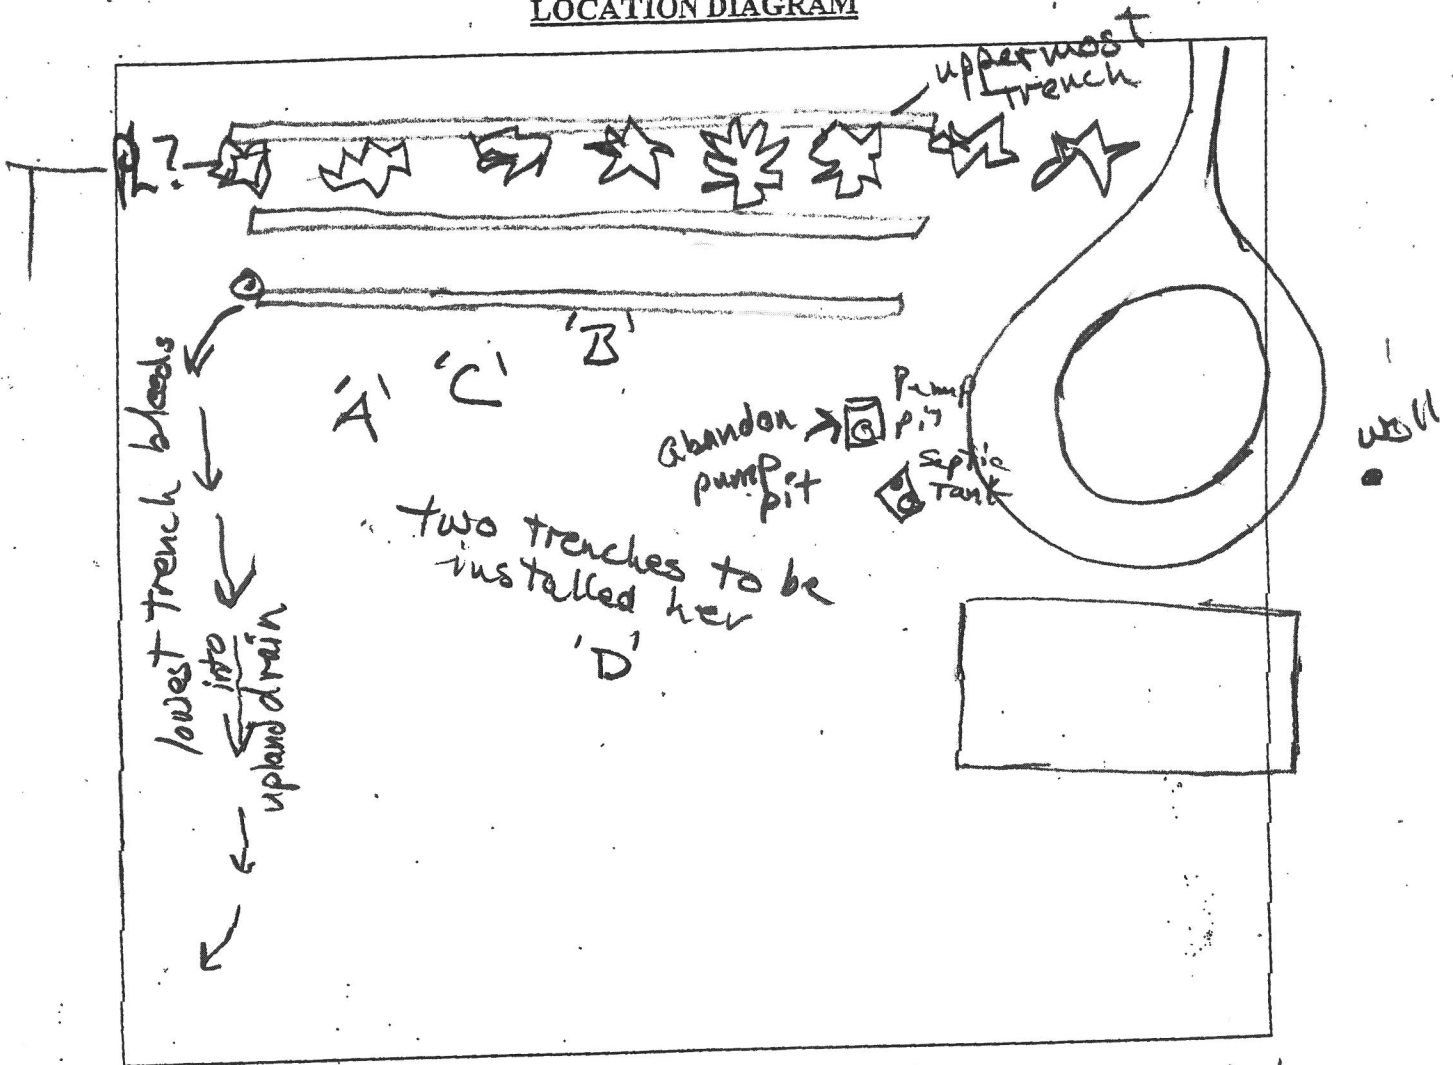 LOCATION DIAGRAM
uppermost
trench
?
'B'
'A' 'C'
Pump
pit
abandon
pump
pit
septic
Tank
well
two trenches to be
installed her
'D'
lowest trench bleeds
into
upland drain